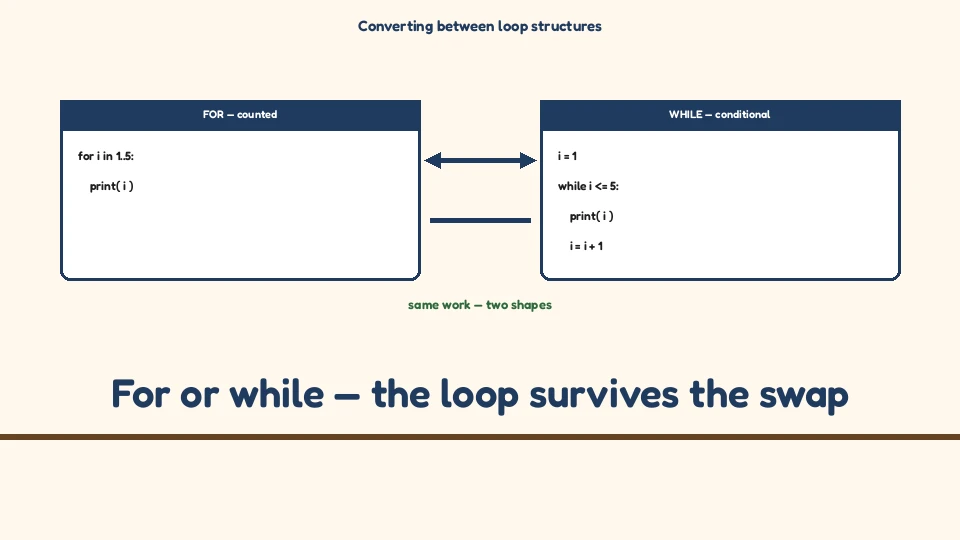 Converting between loop structures
FOR — counted
for i in 1..5:
print( i )
WHILE — conditional
i = 1
while i <= 5:
print( i )
i = i + 1
same work — two shapes
For or while — the loop survives the swap